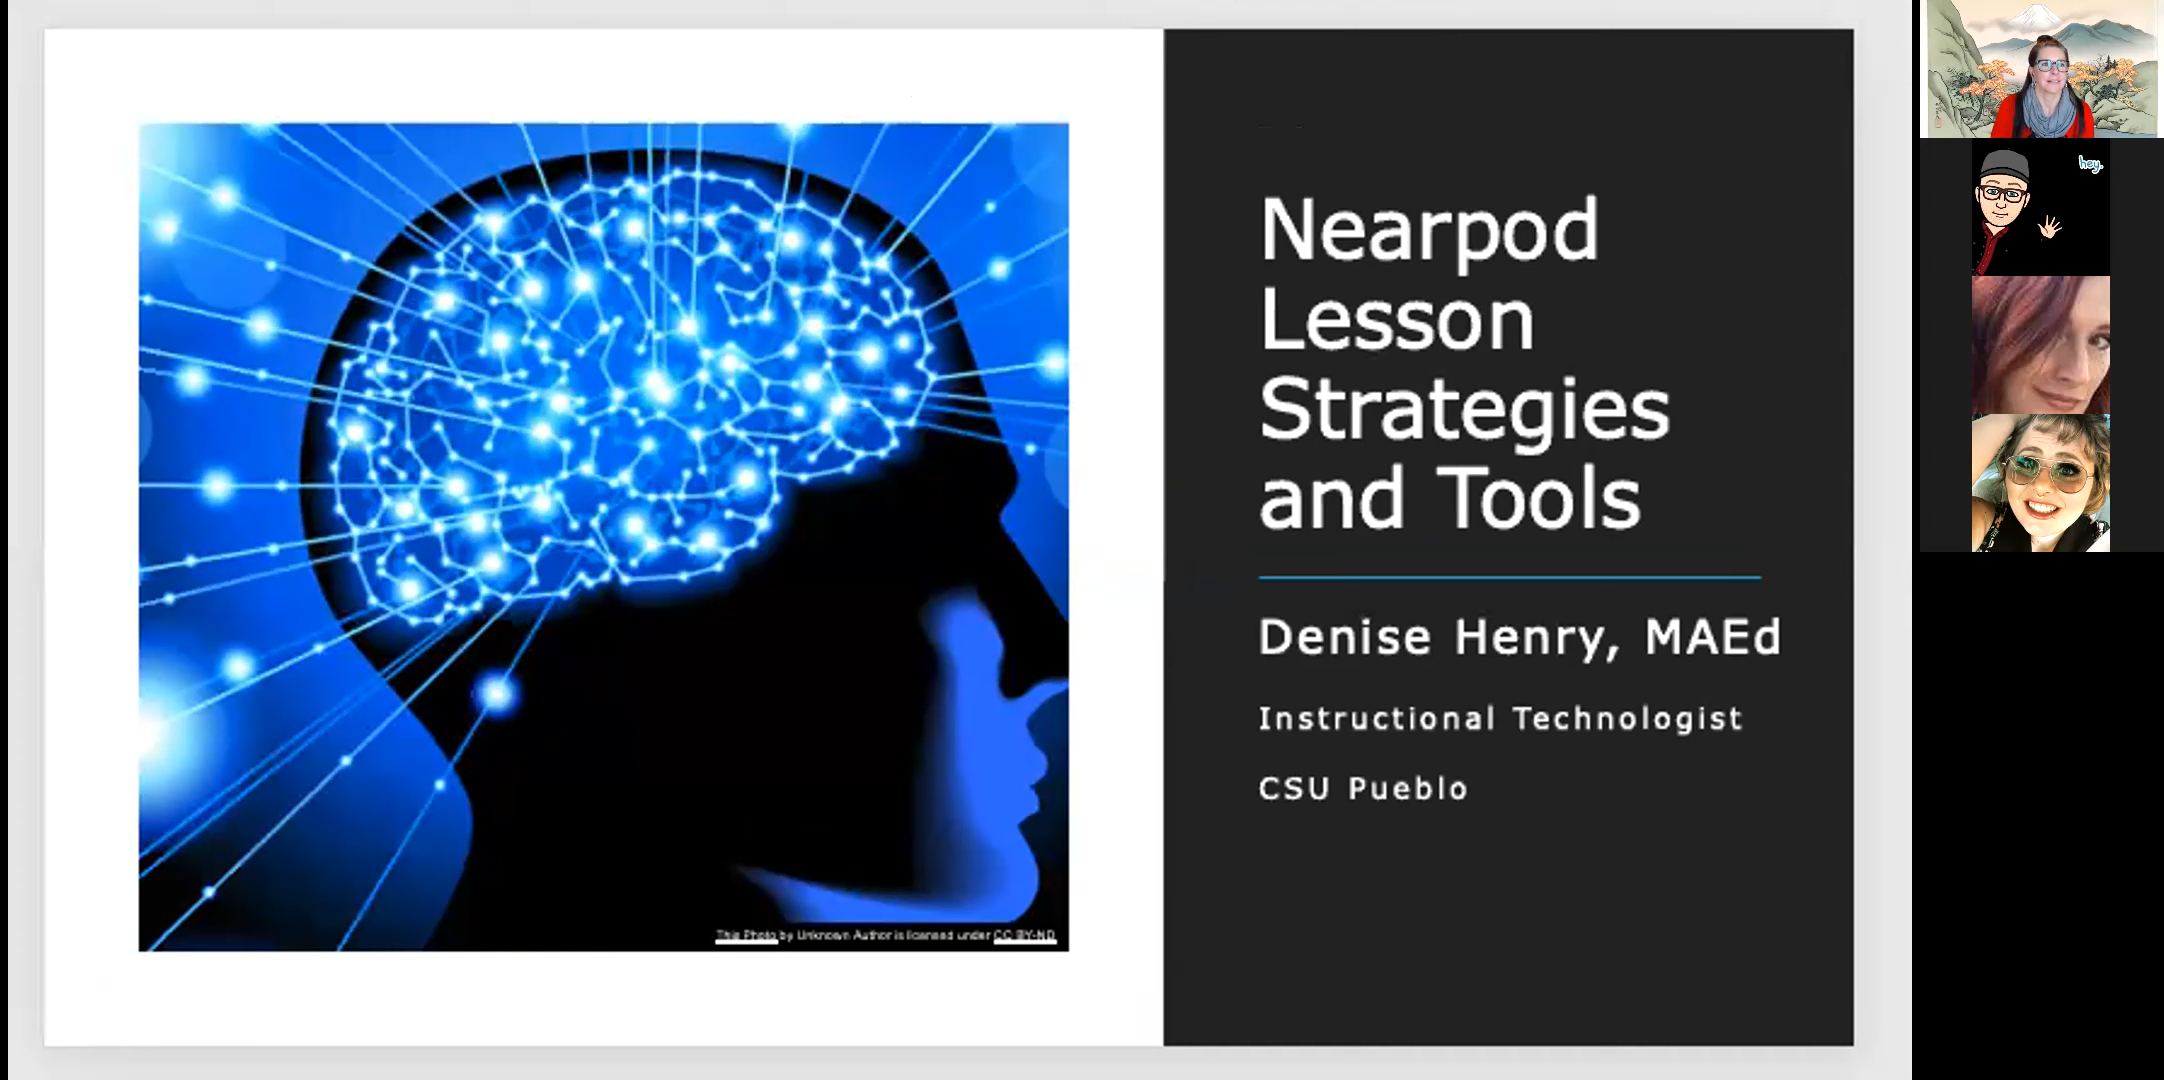 Nearpod
Lesson
Strategies
and Tools
Denise Henry, MAEd
Instructional Technologist
CSU Pueblo
This Photo by Unknown Author is licensed under CC BY-ND
hey.